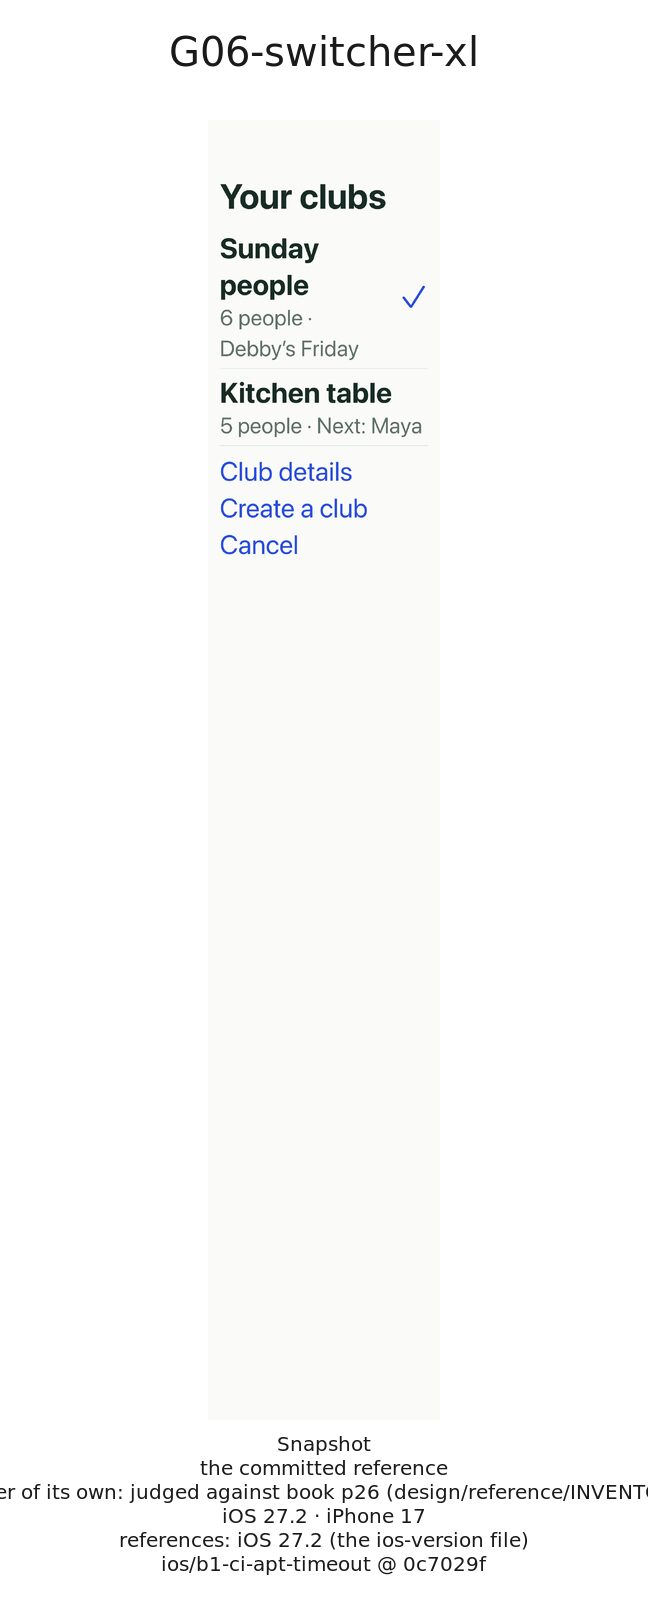 G06-switcher-xl
Your clubs
Sunday
people
6 people ·
Debby’s Friday
Kitchen table
5 people · Next: Maya
Club details
Create a club
Cancel
Snapshot
the committed reference
of its own: judged against book p26 (design/reference/
iOS 27.2 · iPhone 17
references: iOS 27.2 (the ios-version file)
ios/b1-ci-apt-timeout @ 0c7029f